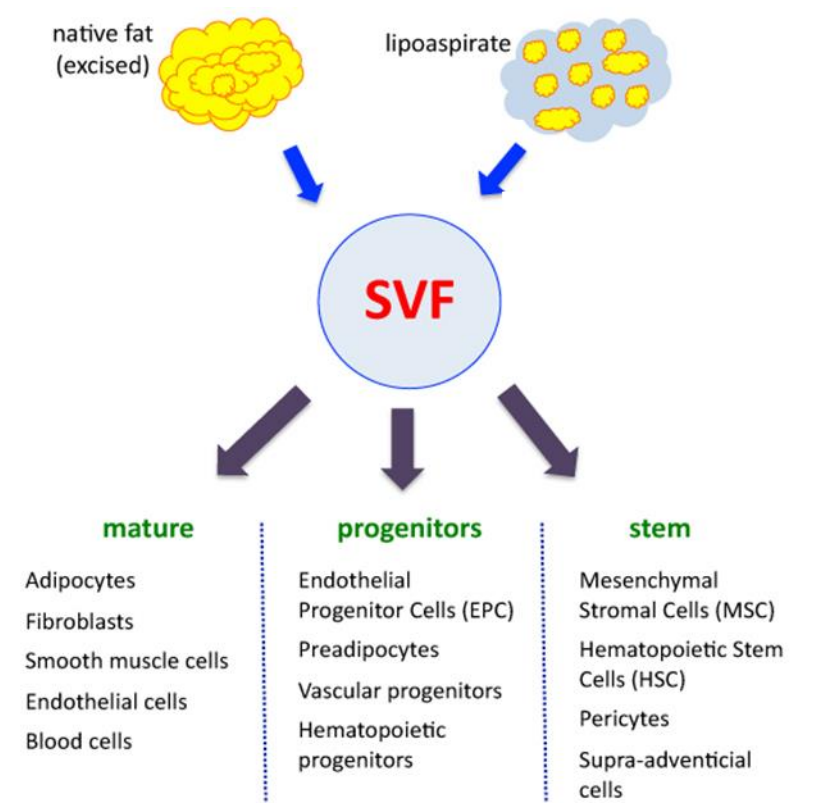 native fat
(excised)
lipoaspirate
SVF
mature
Adipocytes
Fibroblasts
Smooth muscle cells
Endothelial cells
Blood cells
progenitors
Endothelial
Progenitor Cells (EPC)
Preadipocytes
Vascular progenitors
Hematopoietic
progenitors
stem
Mesenchymal
Stromal Cells (MSC)
Hematopoietic Stem
Cells (HSC)
Pericytes
Supra-adventicial
cells